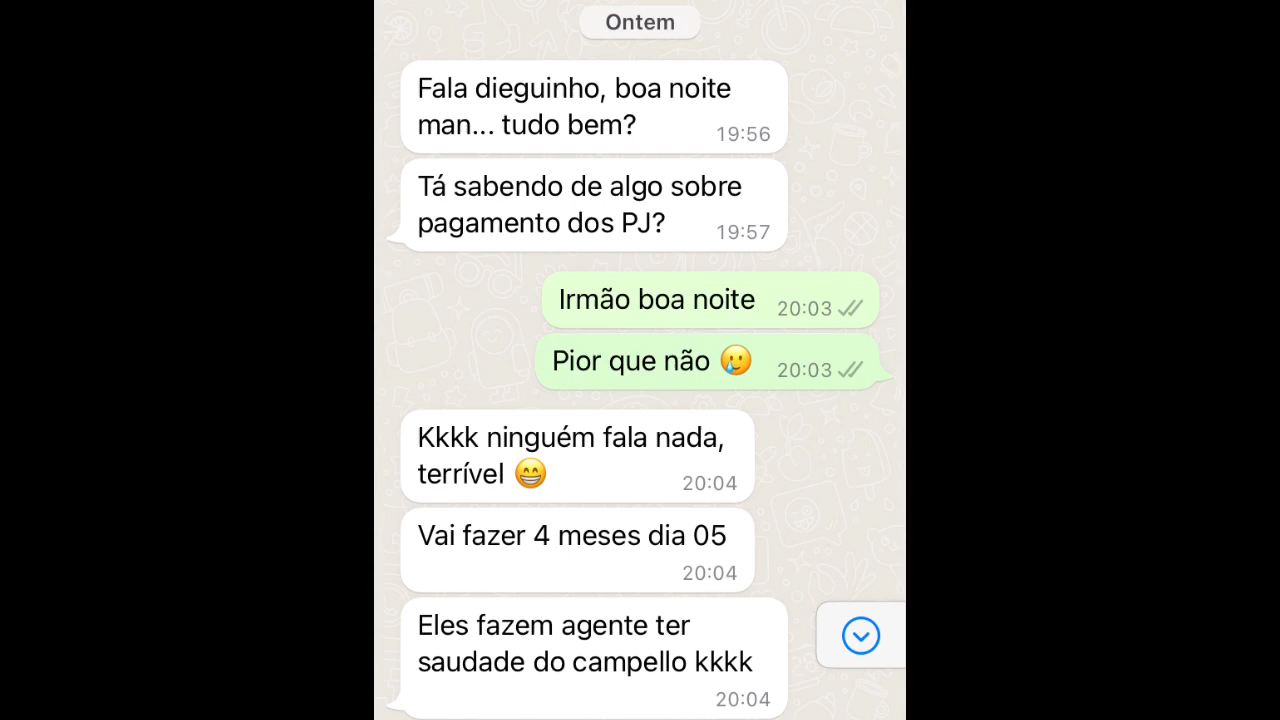 Ontem
Fala dieguinho, boa noite
man... tudo bem?
19:56
Tá sabendo de algo sobre
pagamento dos PJ?
19:57
Irmão boa noite
20:03
Pior que não 🥲
20:03
Kkkk ninguém fala nada,
terrível 😁
20:04
Vai fazer 4 meses dia 05
20:04
Eles fazem agente ter
saudade do campello kkkk
20:04